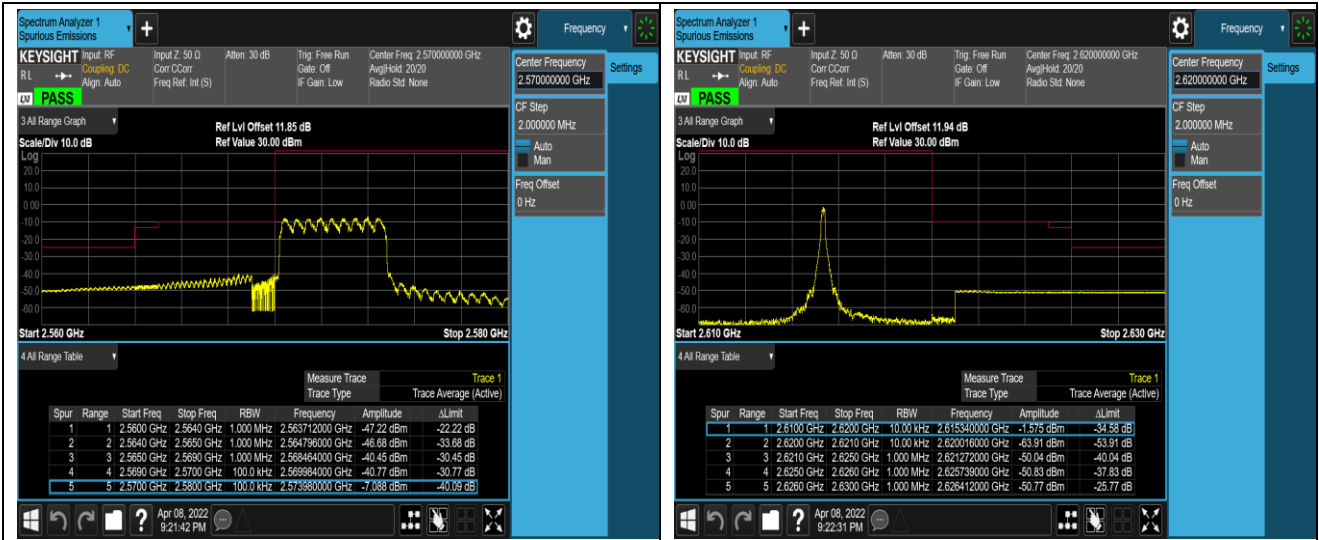 Spectrum Analyzer 1
Spurious Emissions
+
Frequency
KEYSIGHT Input: RF Input Z: 50 Ω Atten: 30 dB Trig: Free Run Center Freq: 2.570000000 GHz
Coupling: DC Corr CCorr Gate: Off Avg|Hold: 20/20
RL Align: Auto Freq Ref: Int (S) IF Gain: Low Radio Std: None
LXI PASS
Center Frequency
2.570000000 GHz
Settings
CF Step
2.000000 MHz
Auto
Man
Freq Offset
0 Hz
3 All Range Graph
Ref Lvl Offset 11.85 dB
Scale/Div 10.0 dB Ref Value 30.00 dBm
Log
20.0
10.0
0.00
-10.0
-20.0
-30.0
-40.0
-50.0
-60.0
Start 2.560 GHz Stop 2.580 GHz
4 All Range Table
Measure Trace Trace 1
Trace Type Trace Average (Active)
Spur Range Start Freq Stop Freq RBW Frequency Amplitude ΔLimit
1 1 2.5600 GHz 2.5640 GHz 1.000 MHz 2.563712000 GHz -47.22 dBm -22.22 dB
2 2 2.5640 GHz 2.5650 GHz 1.000 MHz 2.564796000 GHz -46.68 dBm -33.68 dB
3 3 2.5650 GHz 2.5690 GHz 1.000 MHz 2.568464000 GHz -40.45 dBm -30.45 dB
4 4 2.5690 GHz 2.5700 GHz 100.0 kHz 2.569984000 GHz -40.77 dBm -30.77 dB
5 5 2.5700 GHz 2.5800 GHz 100.0 kHz 2.573980000 GHz -7.088 dBm -40.09 dB
?
Apr 08, 2022
9:21:42 PM
Spectrum Analyzer 1
Spurious Emissions
+
Frequency
KEYSIGHT Input: RF Input Z: 50 Ω Atten: 30 dB Trig: Free Run Center Freq: 2.620000000 GHz
Coupling: DC Corr CCorr Gate: Off Avg|Hold: 20/20
RL Align: Auto Freq Ref: Int (S) IF Gain: Low Radio Std: None
LXI PASS
Center Frequency
2.620000000 GHz
Settings
CF Step
2.000000 MHz
Auto
Man
Freq Offset
0 Hz
3 All Range Graph
Ref Lvl Offset 11.94 dB
Scale/Div 10.0 dB Ref Value 30.00 dBm
Log
20.0
10.0
0.00
-10.0
-20.0
-30.0
-40.0
-50.0
-60.0
Start 2.610 GHz Stop 2.630 GHz
4 All Range Table
Measure Trace Trace 1
Trace Type Trace Average (Active)
Spur Range Start Freq Stop Freq RBW Frequency Amplitude ΔLimit
1 1 2.6100 GHz 2.6200 GHz 10.00 kHz 2.615340000 GHz -1.575 dBm -34.58 dB
2 2 2.6200 GHz 2.6210 GHz 10.00 kHz 2.620016000 GHz -63.91 dBm -53.91 dB
3 3 2.6210 GHz 2.6250 GHz 1.000 MHz 2.621272000 GHz -50.04 dBm -40.04 dB
4 4 2.6250 GHz 2.6260 GHz 1.000 MHz 2.625739000 GHz -50.83 dBm -37.83 dB
5 5 2.6260 GHz 2.6300 GHz 1.000 MHz 2.626412000 GHz -50.77 dBm -25.77 dB
?
Apr 08, 2022
9:22:31 PM